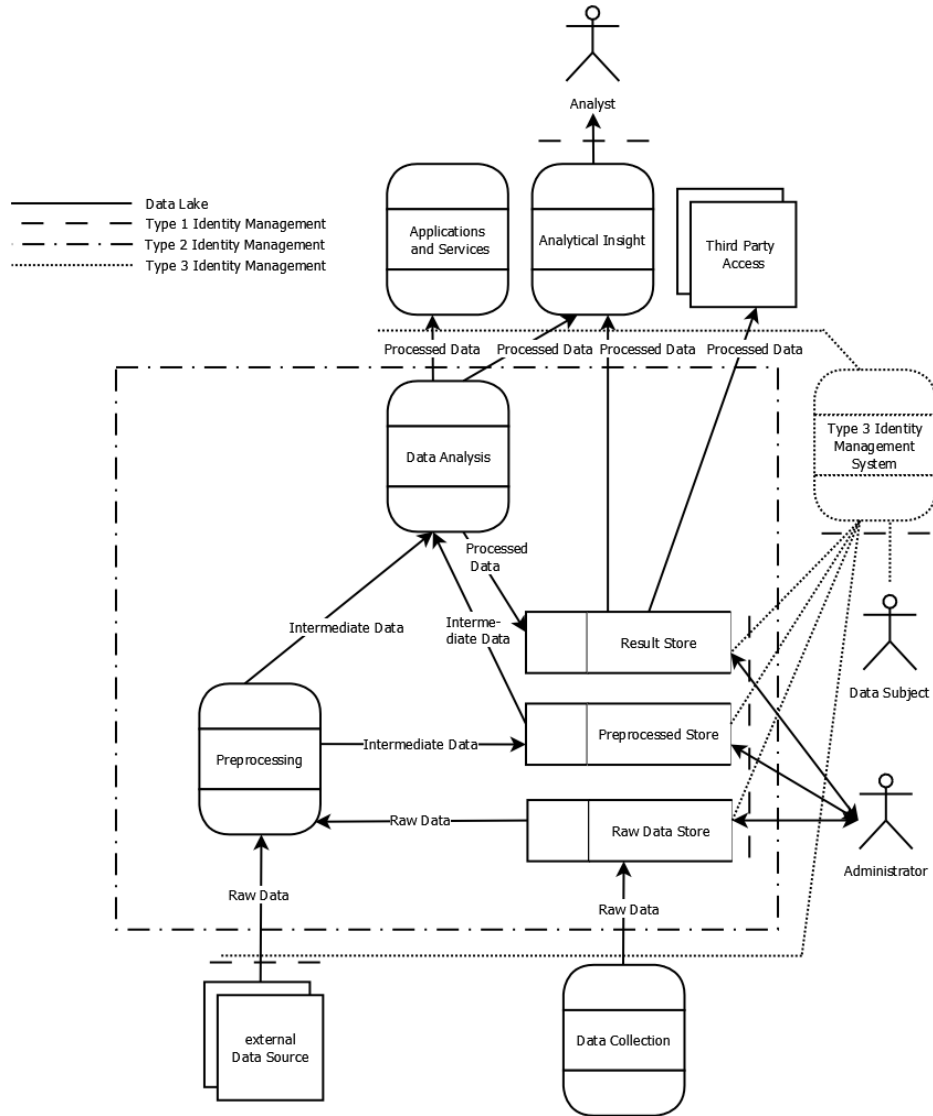 Analyst
Data Lake
Type 1 Identity Management
Type 2 Identity Management
Type 3 Identity Management
Applications
and Services
Analytical Insight
Third Party
Access
Processed Data
Processed Data
Processed Data
Processed Data
Type 3 Identity
Management
System
Data Analysis
Processed
Data
Intermediate Data
Interme-
diate Data
Result Store
Data Subject
Preprocessing
Intermediate Data
Preprocessed Store
Raw Data
Raw Data Store
Administrator
Raw Data
Raw Data
external
Data Source
Data Collection